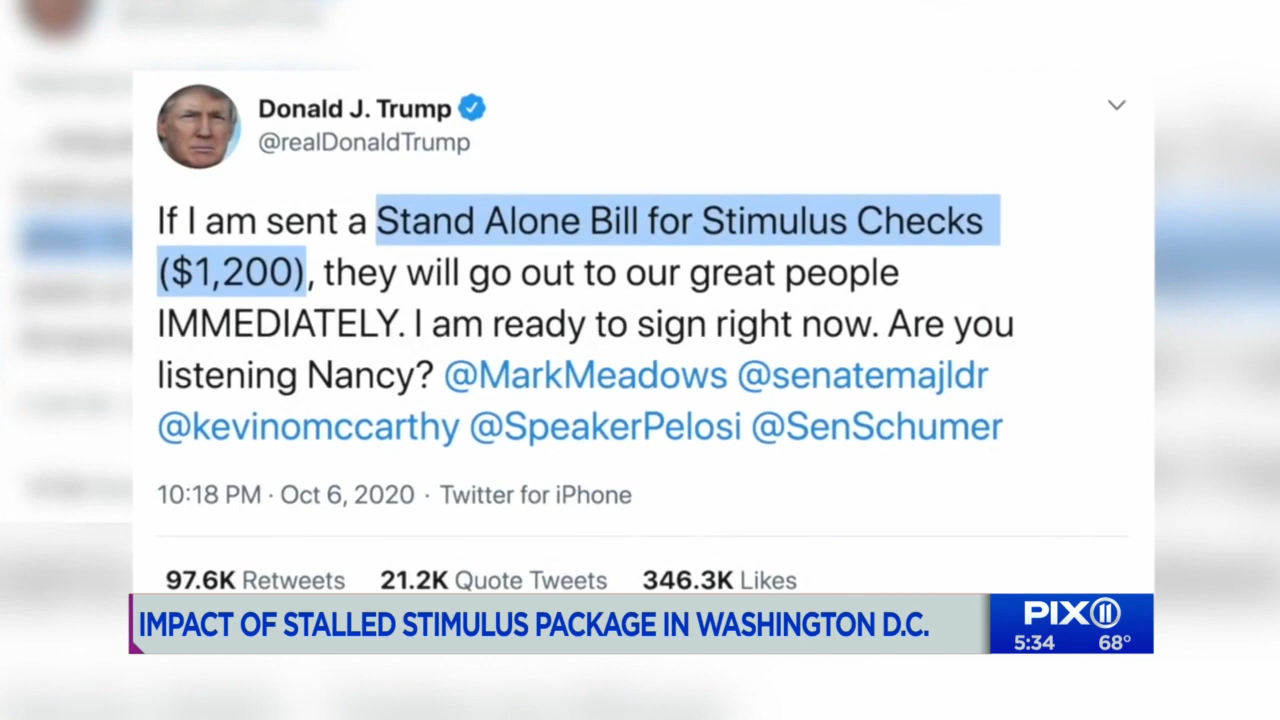 Donald J. Trump
@realDonaldTrump
If I am sent a Stand Alone Bill for Stimulus Checks
($1,200), they will go out to our great people
IMMEDIATELY. I am ready to sign right now. Are you
listening Nancy? @MarkMeadows @senatemajldr
@kevinomccarthy @SpeakerPelosi @SenSchumer
10:18 PM · Oct 6, 2020 · Twitter for iPhone
97.6K Retweets 21.2K Quote Tweets 346.3K Likes
IMPACT OF STALLED STIMULUS PACKAGE IN WASHINGTON D.C.
PIX11
5:34 68°